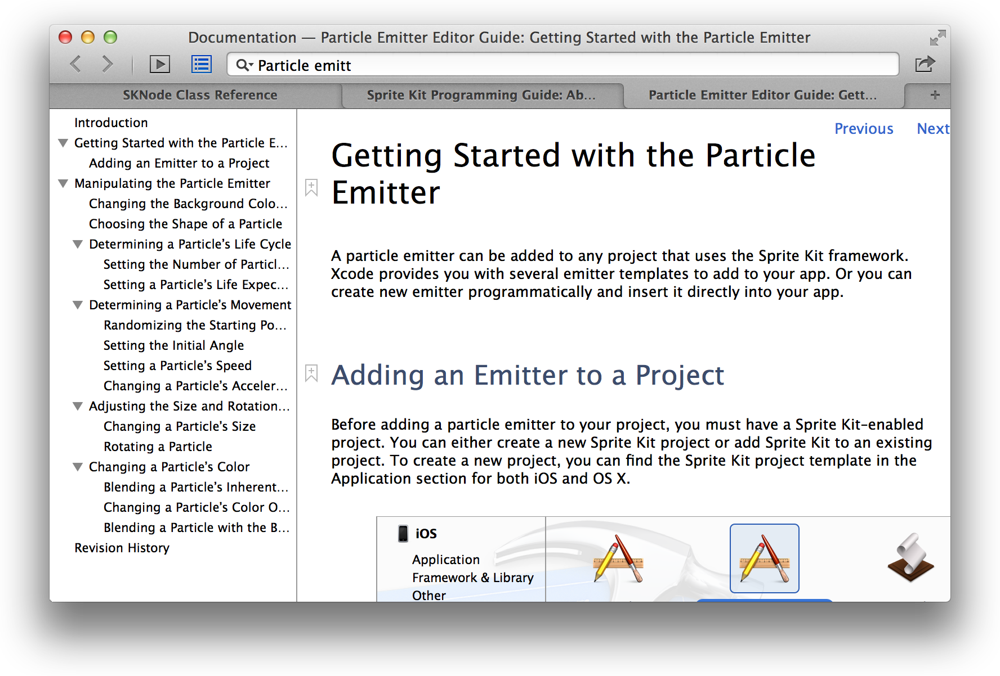 Documentation — Particle Emitter Editor Guide: Getting Started with the Particle Emitter
Particle emitt
SKNode Class Reference
Sprite Kit Programming Guide: Ab...
Particle Emitter Editor Guide: Gett...
+
Introduction
Getting Started with the Particle E...
Adding an Emitter to a Project
Manipulating the Particle Emitter
Changing the Background Colo...
Choosing the Shape of a Particle
Determining a Particle’s Life Cycle
Setting the Number of Particl...
Setting a Particle’s Life Expec...
Determining a Particle’s Movement
Randomizing the Starting Po...
Setting the Initial Angle
Setting a Particle’s Speed
Changing a Particle’s Acceler...
Adjusting the Size and Rotation...
Changing a Particle’s Size
Rotating a Particle
Changing a Particle’s Color
Blending a Particle’s Inherent...
Changing a Particle’s Color O...
Blending a Particle with the B...
Revision History
Previous Next
Getting Started with the Particle
Emitter
A particle emitter can be added to any project that uses the Sprite Kit framework.
Xcode provides you with several emitter templates to add to your app. Or you can
create new emitter programmatically and insert it directly into your app.
Adding an Emitter to a Project
Before adding a particle emitter to your project, you must have a Sprite Kit-enabled
project. You can either create a new Sprite Kit project or add Sprite Kit to an existing
project. To create a new project, you can find the Sprite Kit project template in the
Application section for both iOS and OS X.
iOS
Application
Framework & Library
Other